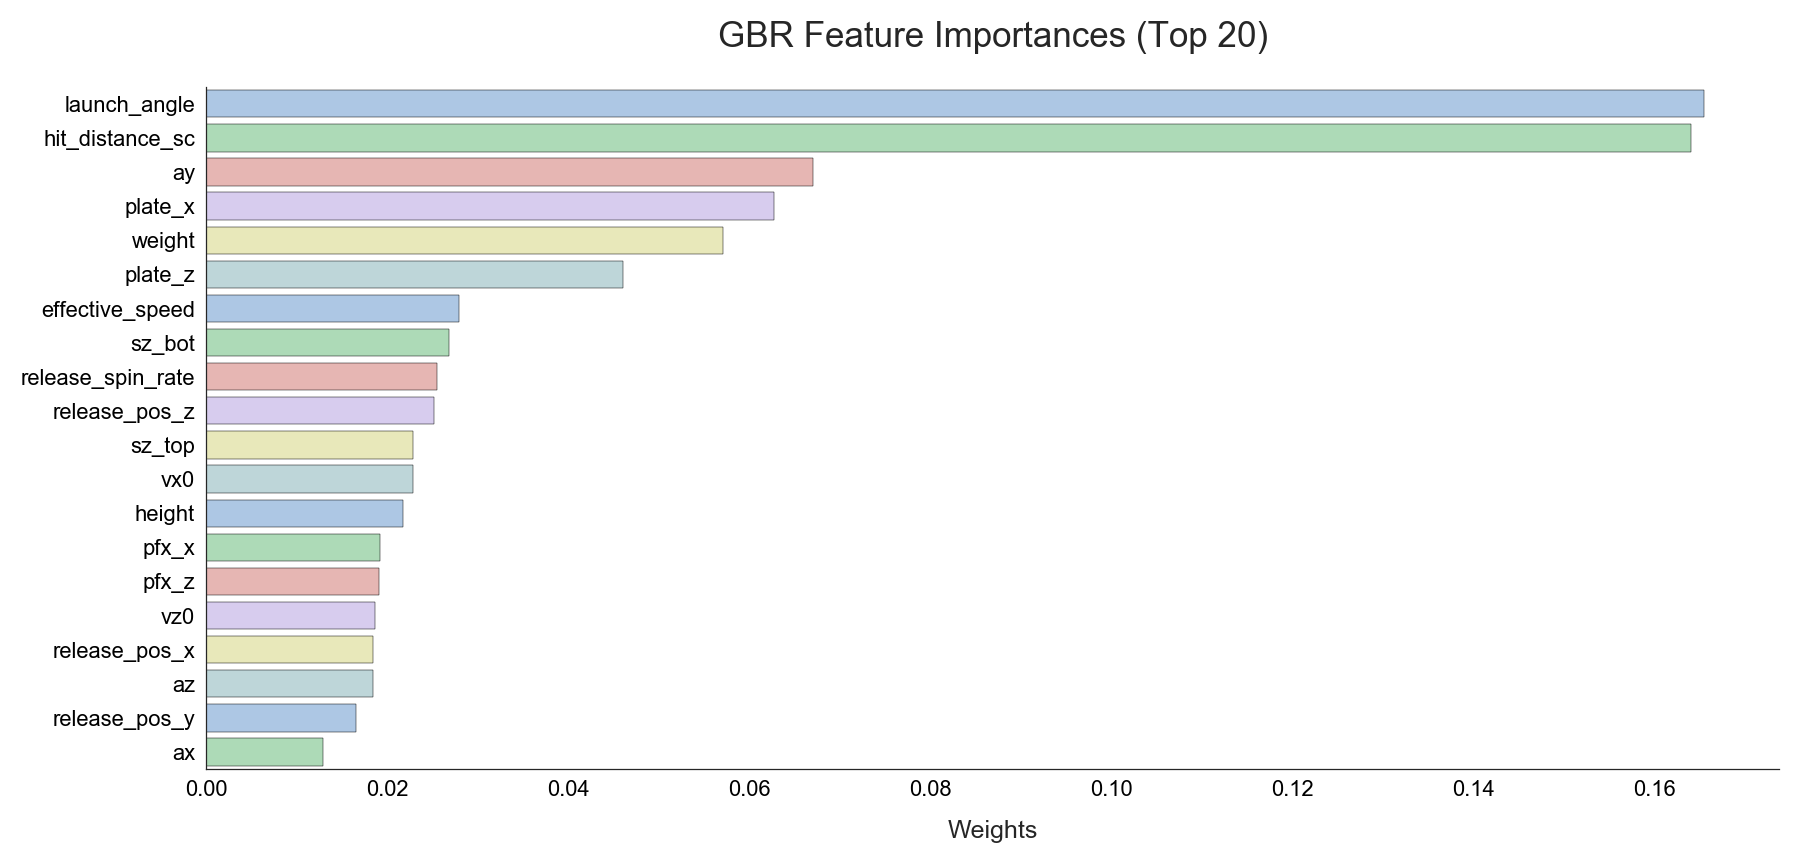 GBR Feature Importances (Top 20)
launch_angle
hit_distance_sc
ay
plate_x
weight
plate_z
effective_speed
sz_bot
release_spin_rate
release_pos_z
sz_top
vx0
height
pfx_x
pfx_z
vz0
release_pos_x
az
release_pos_y
ax
0.00 0.02 0.04 0.06 0.08 0.10 0.12 0.14 0.16
Weights